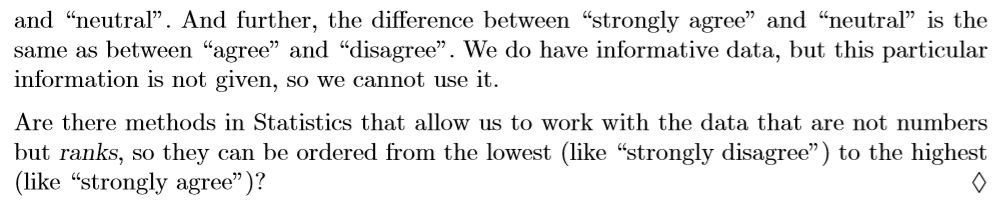 and “neutral”. And further, the difference between “strongly agree” and “neutral” is the
same as between “agree” and “disagree”. We do have informative data, but this particular
information is not given, so we cannot use it.
Are there methods in Statistics that allow us to work with the data that are not numbers
but ranks, so they can be ordered from the lowest (like “strongly disagree”) to the highest
(like “strongly agree”)? ◊